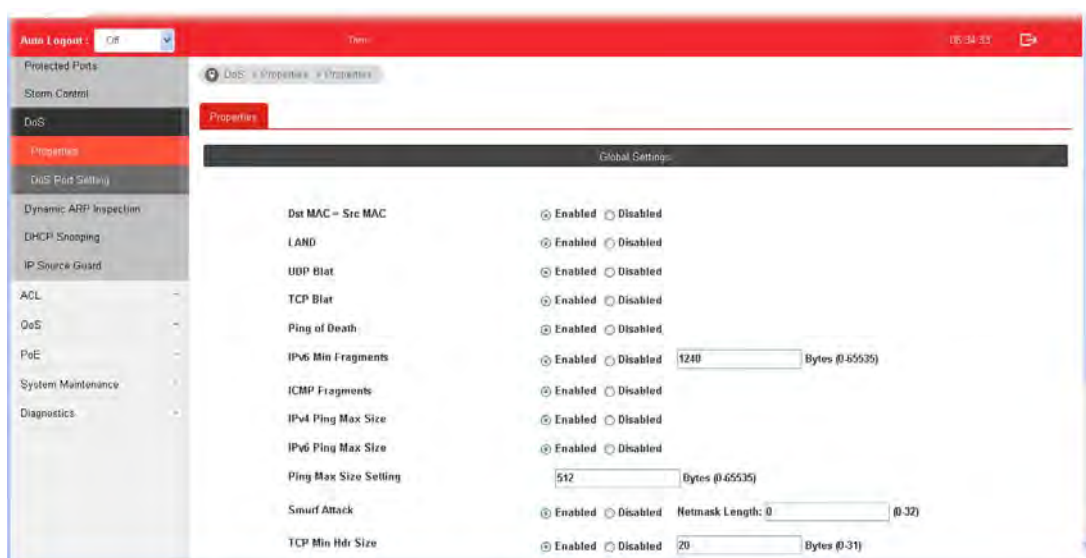 Auto Logout : Off
DoS > Properties > Properties
Protected Ports
Storm Control
DoS
Properties
DoS Port Setting
Dynamic ARP Inspection
DHCP Snooping
IP Source Guard
ACL
QoS
PoE
System Maintenance
Diagnostics
Properties
Global Settings
Dst MAC = Src MAC Enabled Disabled
LAND Enabled Disabled
UDP Blat Enabled Disabled
TCP Blat Enabled Disabled
Ping of Death Enabled Disabled
IPv6 Min Fragments Enabled Disabled 1240 Bytes (0-65535)
ICMP Fragments Enabled Disabled
IPv4 Ping Max Size Enabled Disabled
IPv6 Ping Max Size Enabled Disabled
Ping Max Size Setting 512 Bytes (0-65535)
Smurf Attack Enabled Disabled Netmask Length: 0 (0-32)
TCP Min Hdr Size Enabled Disabled 20 Bytes (0-31)